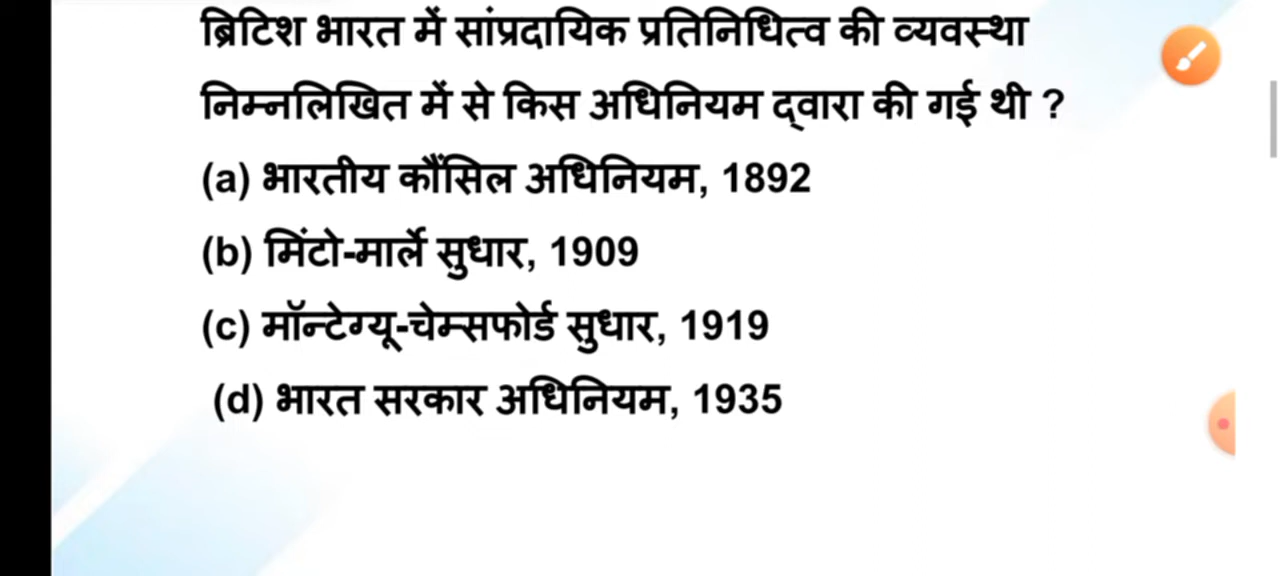 ब्रिटिश भारत में सांप्रदायिक प्रतिनिधित्व की व्यवस्था
निम्नलिखित में से किस अधिनियम द्वारा की गई थी ?
(a) भारतीय कौंसिल अधिनियम, 1892
(b) मिंटो-मार्ले सुधार, 1909
(c) मॉन्टेग्यू-चेम्सफोर्ड सुधार, 1919
(d) भारत सरकार अधिनियम, 1935